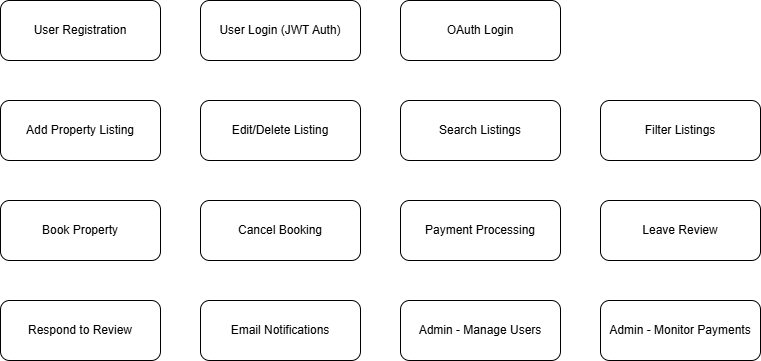 User Registration
User Login (JWT Auth)
OAuth Login
Add Property Listing
Edit/Delete Listing
Search Listings
Filter Listings
Book Property
Cancel Booking
Payment Processing
Leave Review
Respond to Review
Email Notifications
Admin - Manage Users
Admin - Monitor Payments